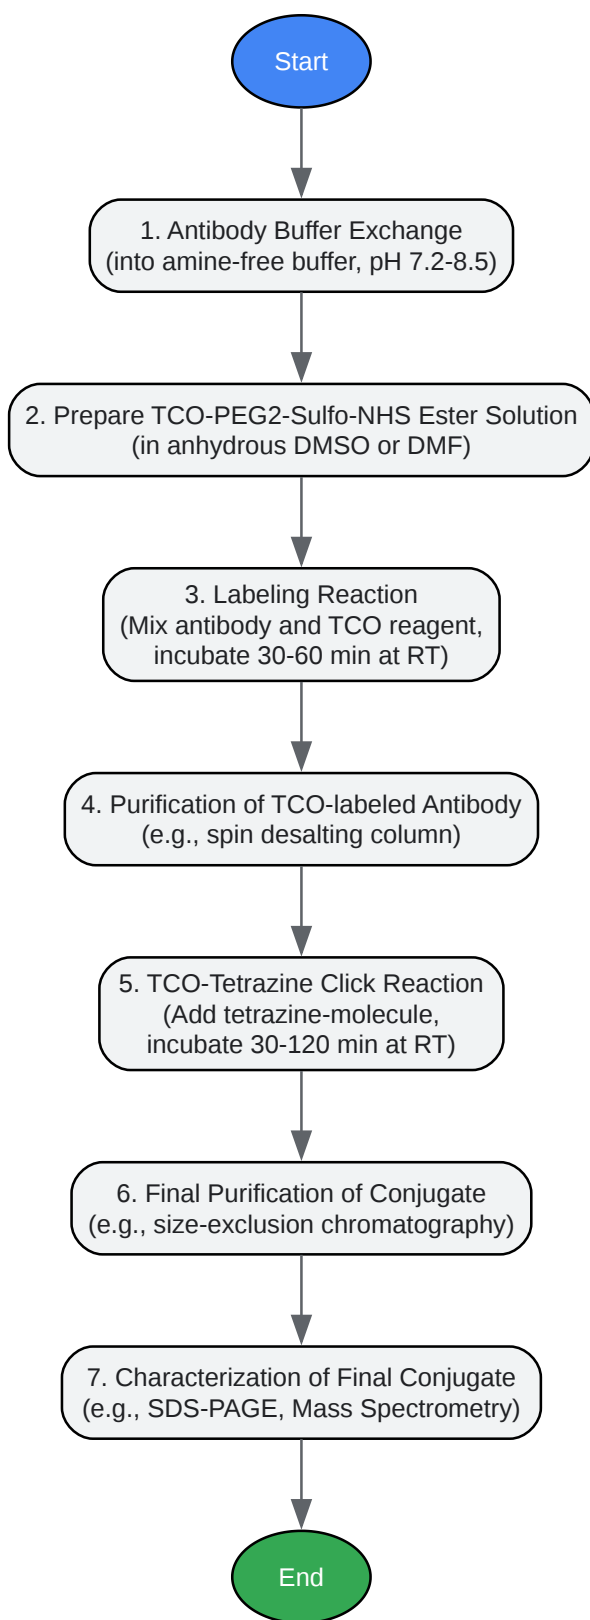 Start
1. Antibody Buffer Exchange
(into amine-free buffer, pH 7.2-8.5)
2. Prepare TCO-PEG2-Sulfo-NHS Ester Solution
(in anhydrous DMSO or DMF)
3. Labeling Reaction
(Mix antibody and TCO reagent,
incubate 30-60 min at RT)
4. Purification of TCO-labeled Antibody
(e.g., spin desalting column)
5. TCO-Tetrazine Click Reaction
(Add tetrazine-molecule,
incubate 30-120 min at RT)
6. Final Purification of Conjugate
(e.g., size-exclusion chromatography)
7. Characterization of Final Conjugate
(e.g., SDS-PAGE, Mass Spectrometry)
End